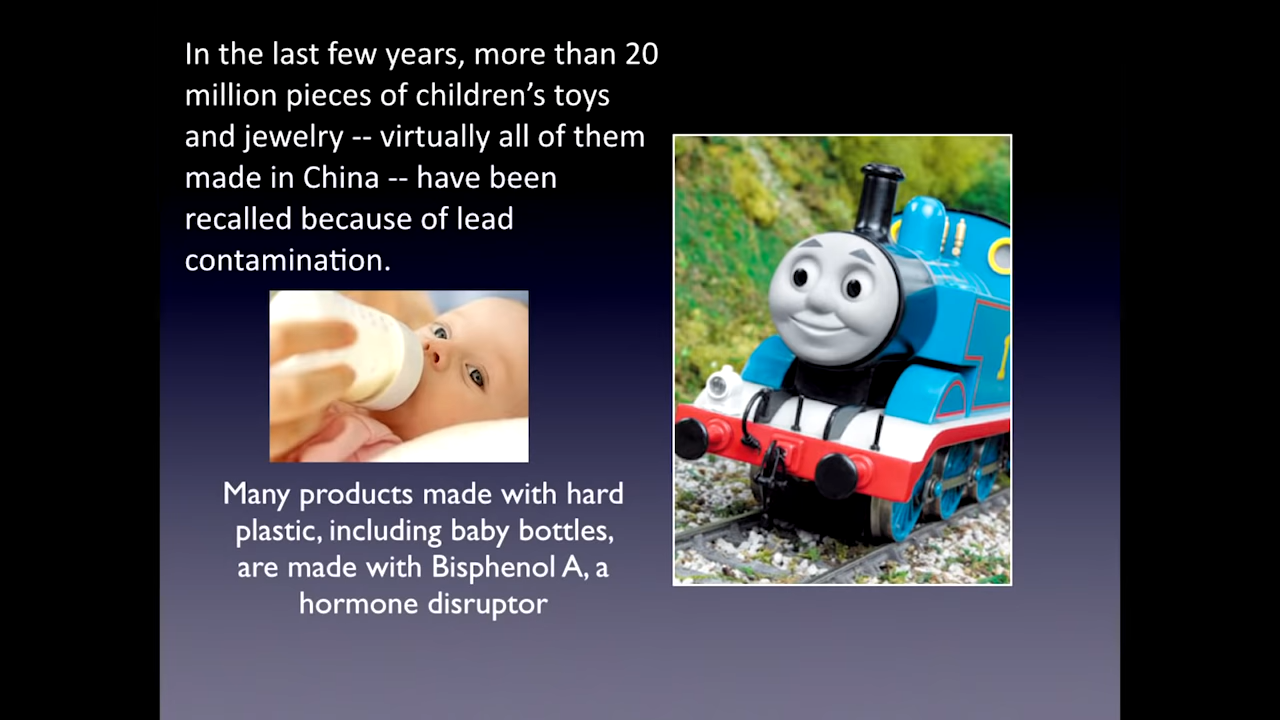 In the last few years, more than 20
million pieces of children’s toys
and jewelry -- virtually all of them
made in China -- have been
recalled because of lead
contamination.
Many products made with hard
plastic, including baby bottles,
are made with Bisphenol A, a
hormone disruptor